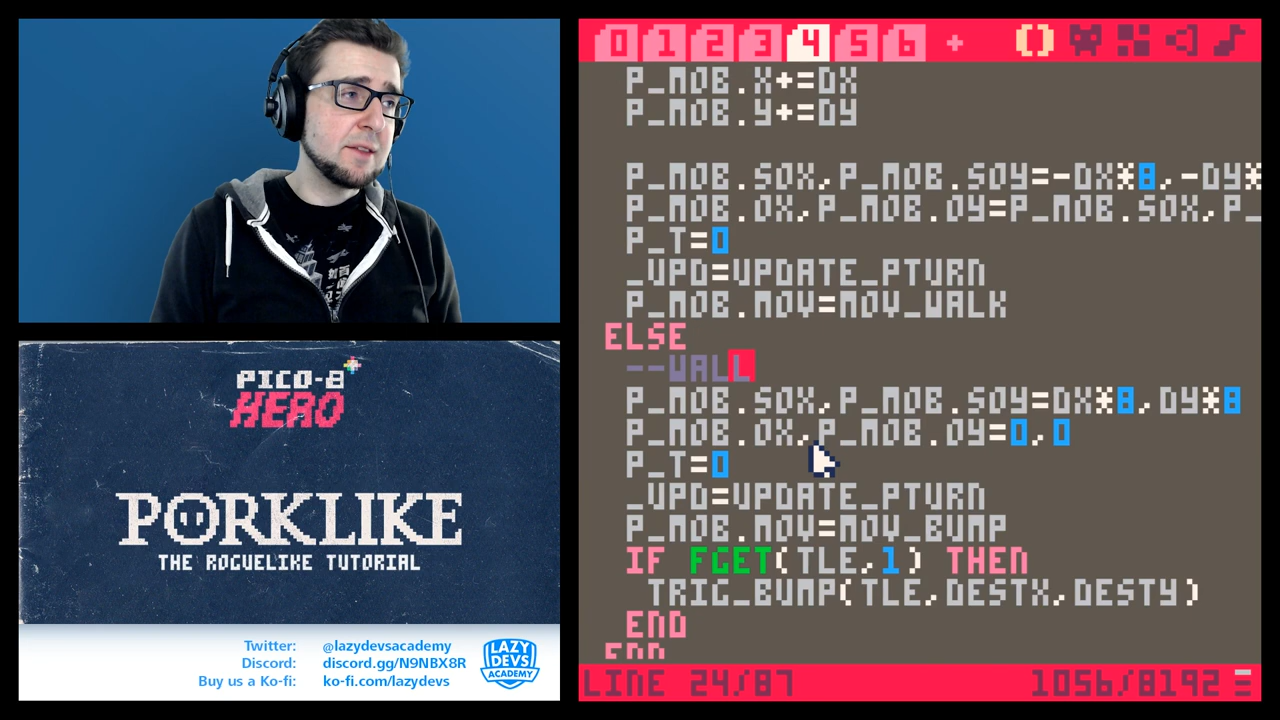 PICO-8
HERO
PORKLIKE
THE ROGUELIKE TUTORIAL
Twitter: @lazydevsacademy
Discord: discord.gg/N9NBX8R
Buy us a Ko-fi: ko-fi.com/lazydevs
LAZY
DEVS
ACADEMY
0 1 2 3 4 5 6 +
P_MOB.X+=DX
P_MOB.Y+=DY
P_MOB.SOX,P_MOB.SOY=-DX*8,-DY*
P_MOB.OX,P_MOB.OY=P_MOB.SOX,P_
P_T=0
_UPD=UPDATE_PTURN
P_MOB.MOV=MOV_WALK
ELSE
--WALL
P_MOB.SOX,P_MOB.SOY=DX*8,DY*8
P_MOB.OX,P_MOB.OY=0,0
P_T=0
_UPD=UPDATE_PTURN
P_MOB.MOV=MOV_BUMP
IF FGET(TLE,1) THEN
TRIG_BUMP(TLE,DESTX,DESTY)
END
END
LINE 24/87
1056/8192